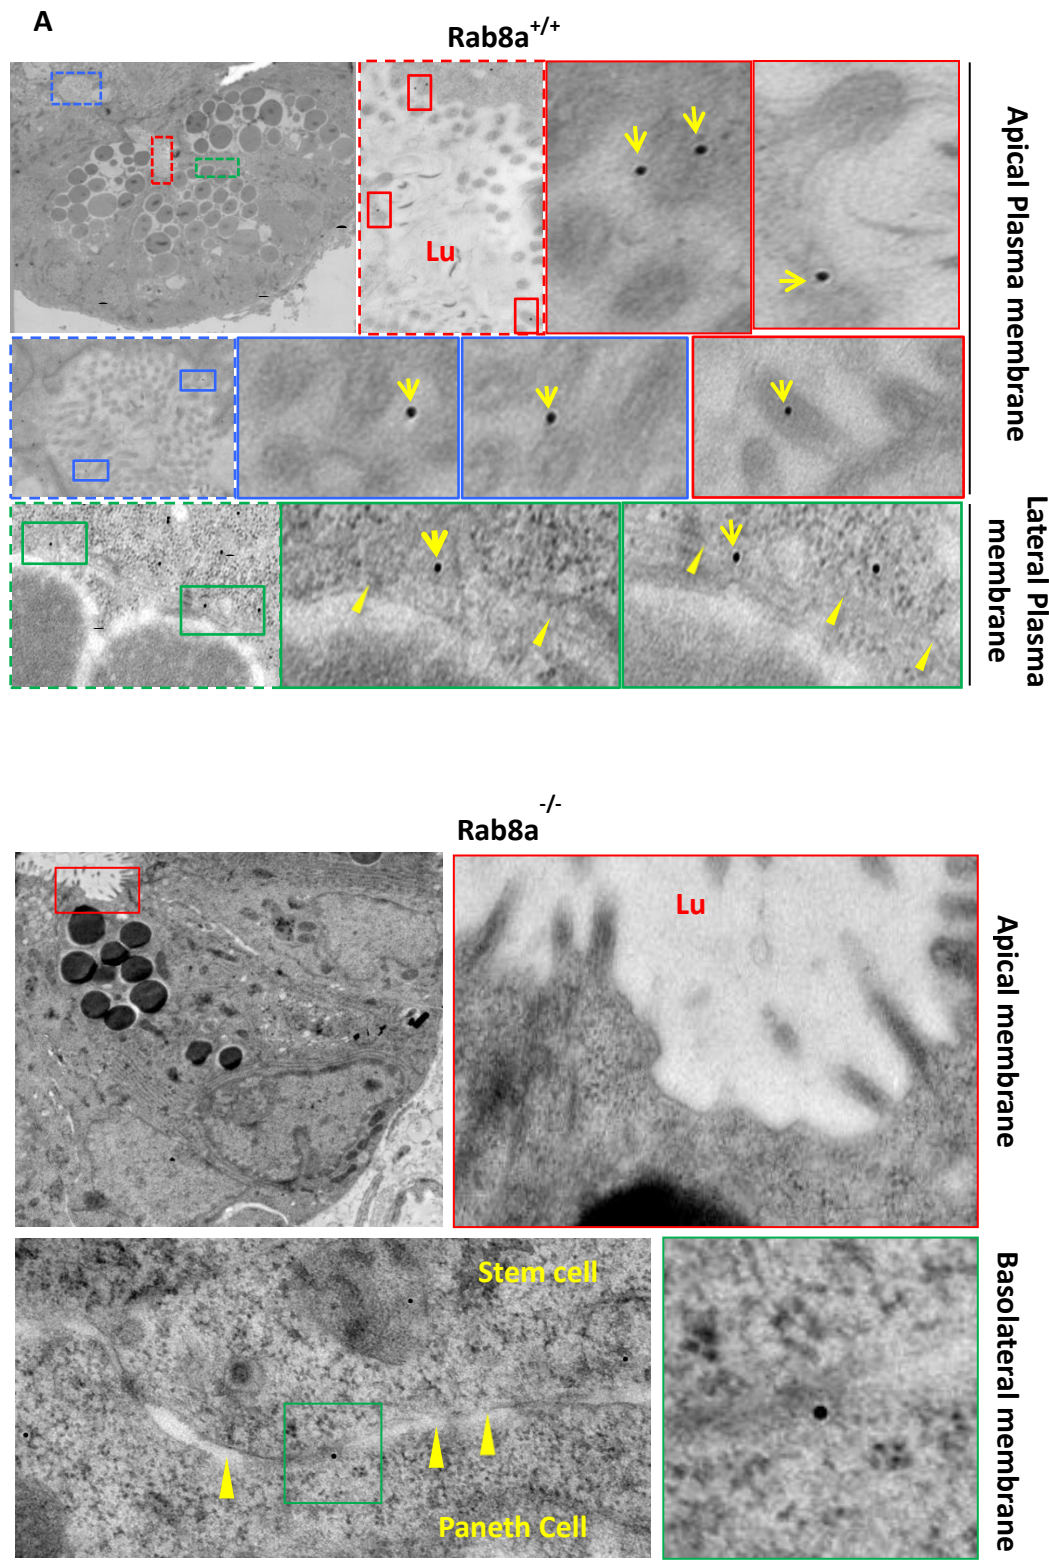 A
Rab8a+/+
Lu
Apical Plasma membrane
Lateral Plasma
membrane
Rab8a-/-
Lu
Apical membrane
Stem cell
Paneth Cell
Basolateral membrane